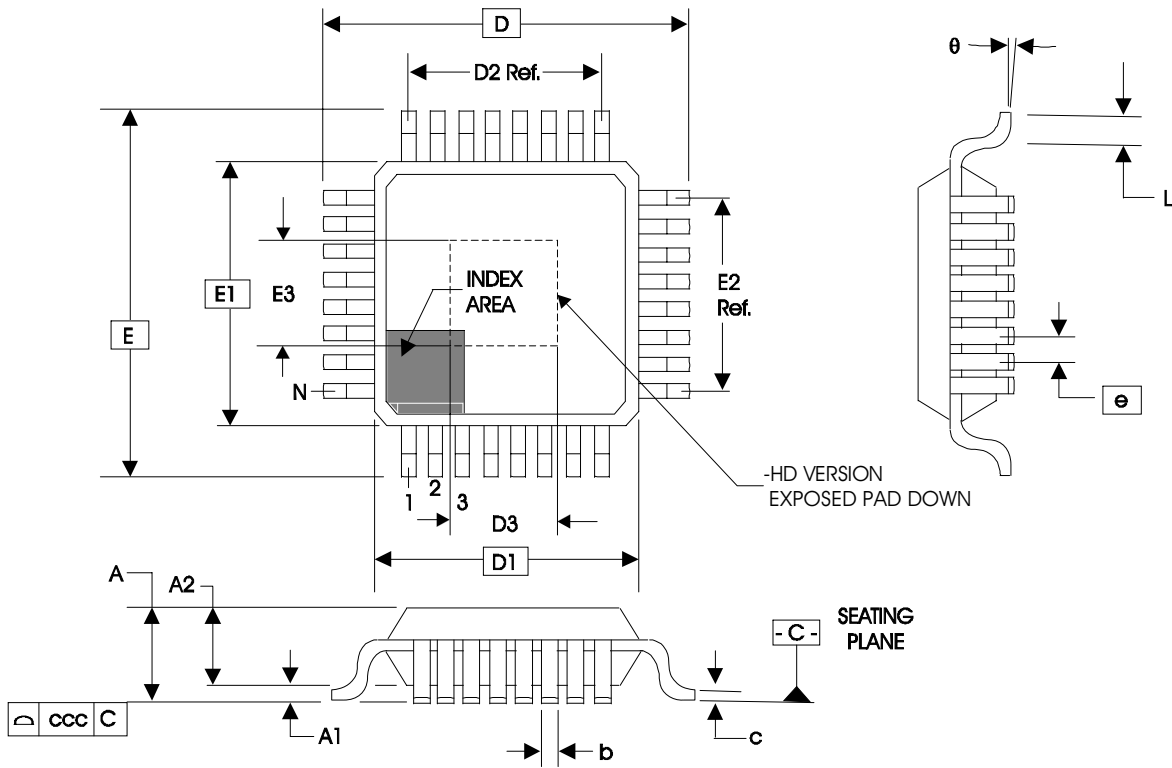 D
D2 Ref.
θ
L
E
E1
E3
INDEX
AREA
E2
Ref.
N
e
1
2
3
-HD VERSION
EXPOSED PAD DOWN
D3
D1
A
A2
- C -
SEATING
PLANE
ccc C
A1
b
c